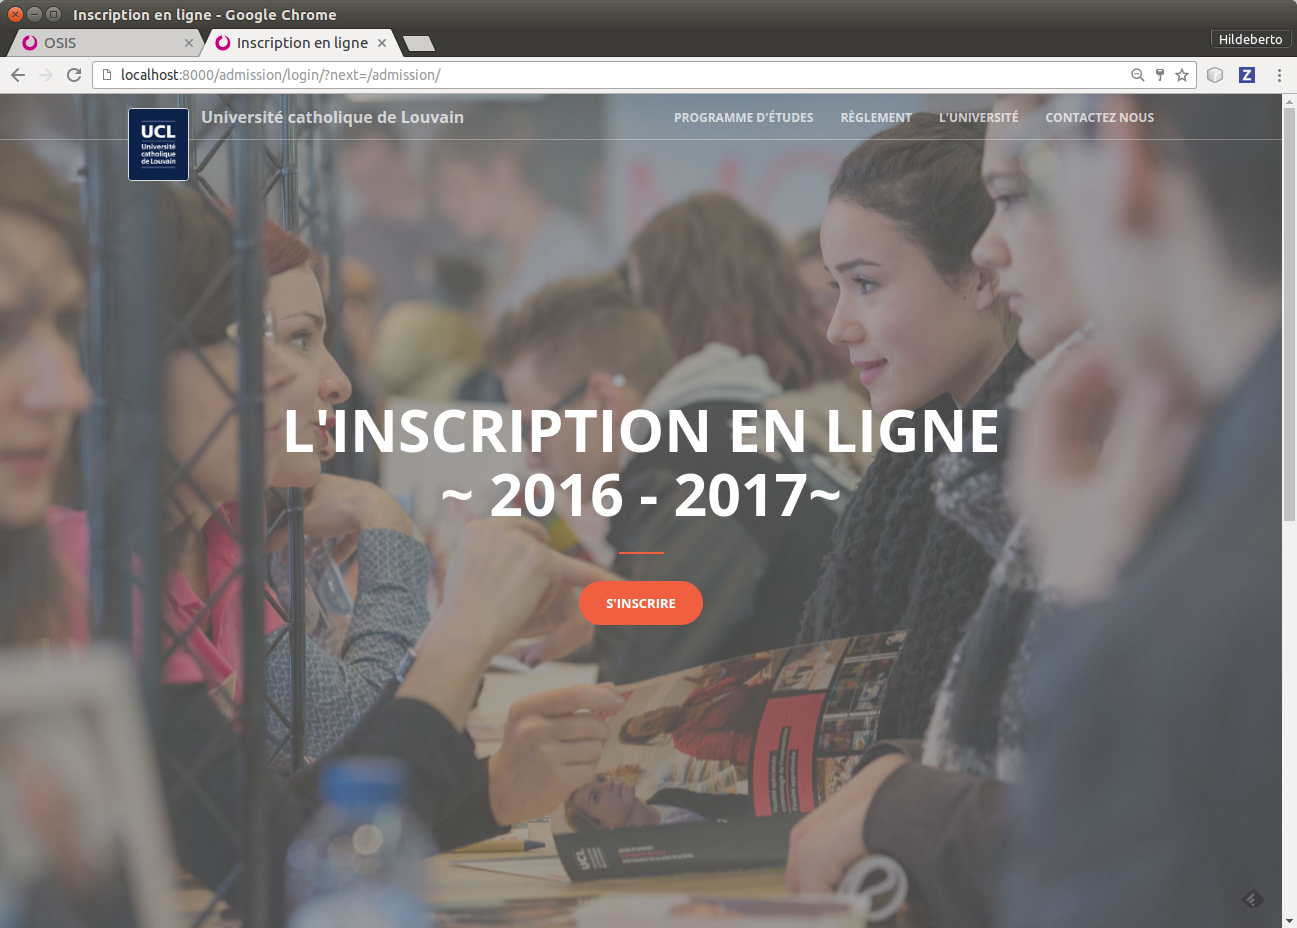 Inscription en ligne - Google Chrome
OSIS
Inscription en ligne
Hildeberto
localhost:8000/admission/login/?next=/admission/
UCL
Université
catholique
de Louvain
Université catholique de Louvain
PROGRAMME D'ÉTUDES
RÈGLEMENT
L'UNIVERSITÉ
CONTACTEZ NOUS
L'INSCRIPTION EN LIGNE
~ 2016 - 2017~
S'INSCRIRE
Z
UCL